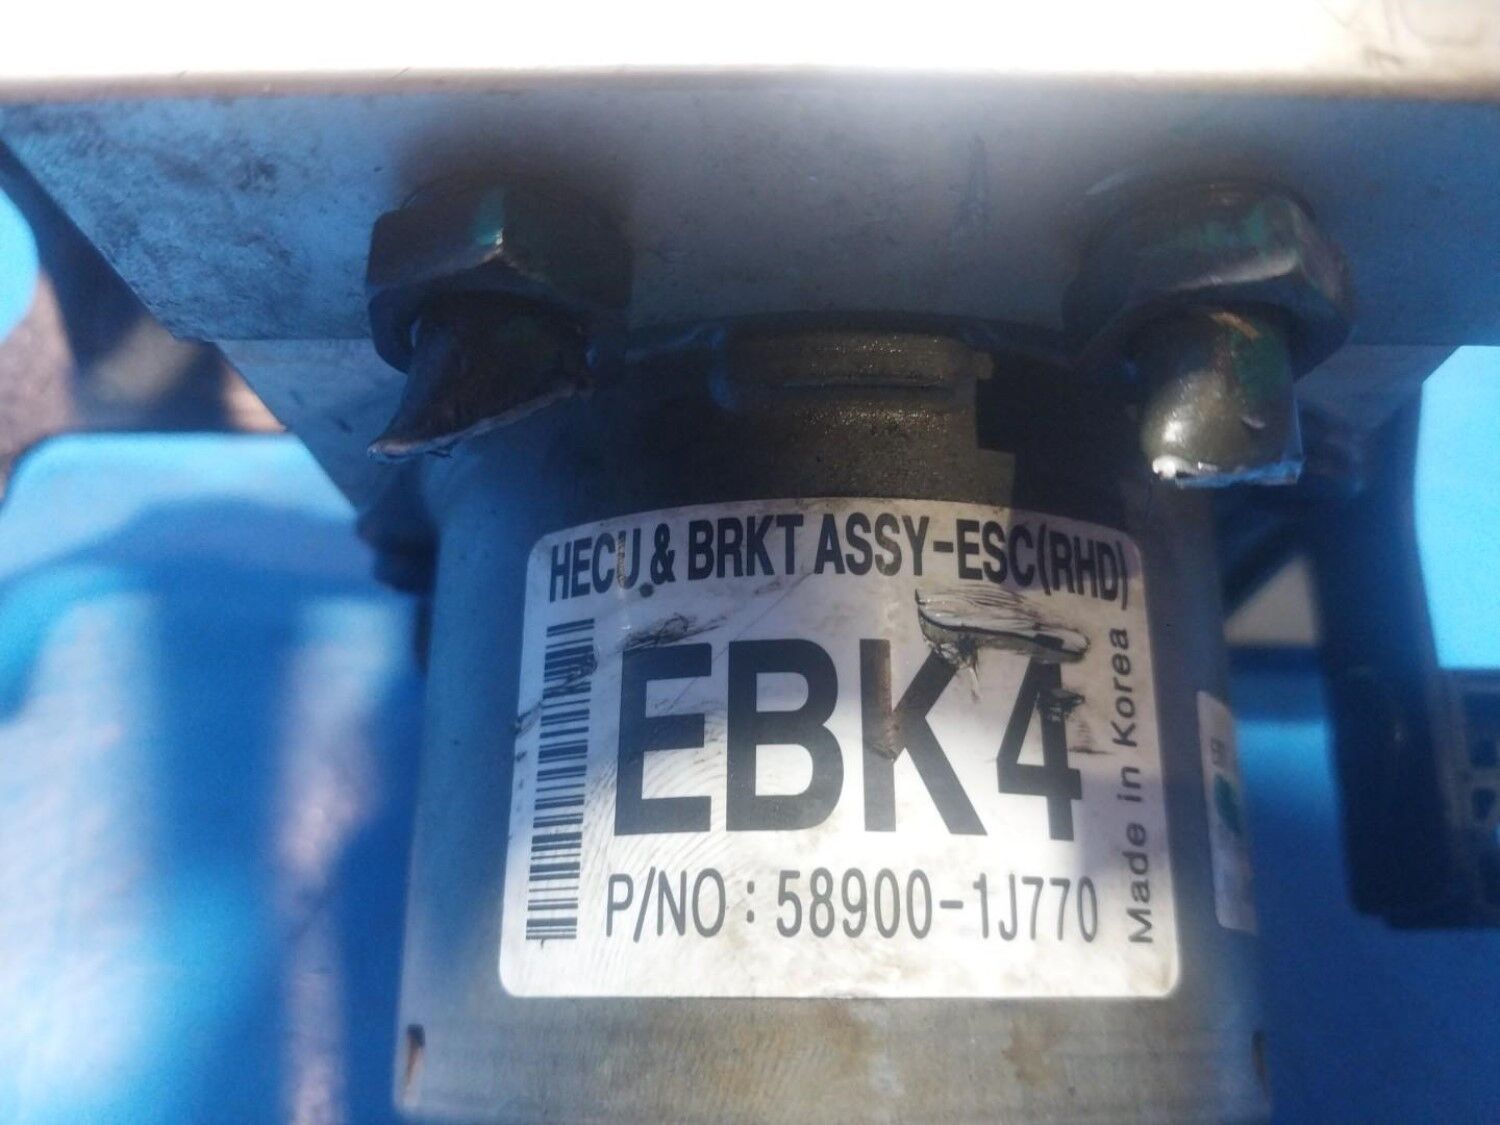 HECU & BRKT ASSY-ESC(RHD)
EBK4
P/NO : 58900-1J770
Made in Korea